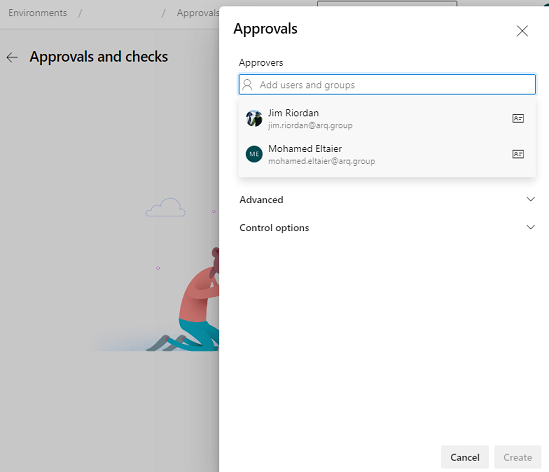 Environments / / Approvals
Approvals and checks
Approvals
Approvers
Add users and groups
Jim Riordan
jim.riordan@arq.group
ME
Mohamed Eltaier
mohamed.eltaier@arq.group
Advanced
Control options
Cancel
Create